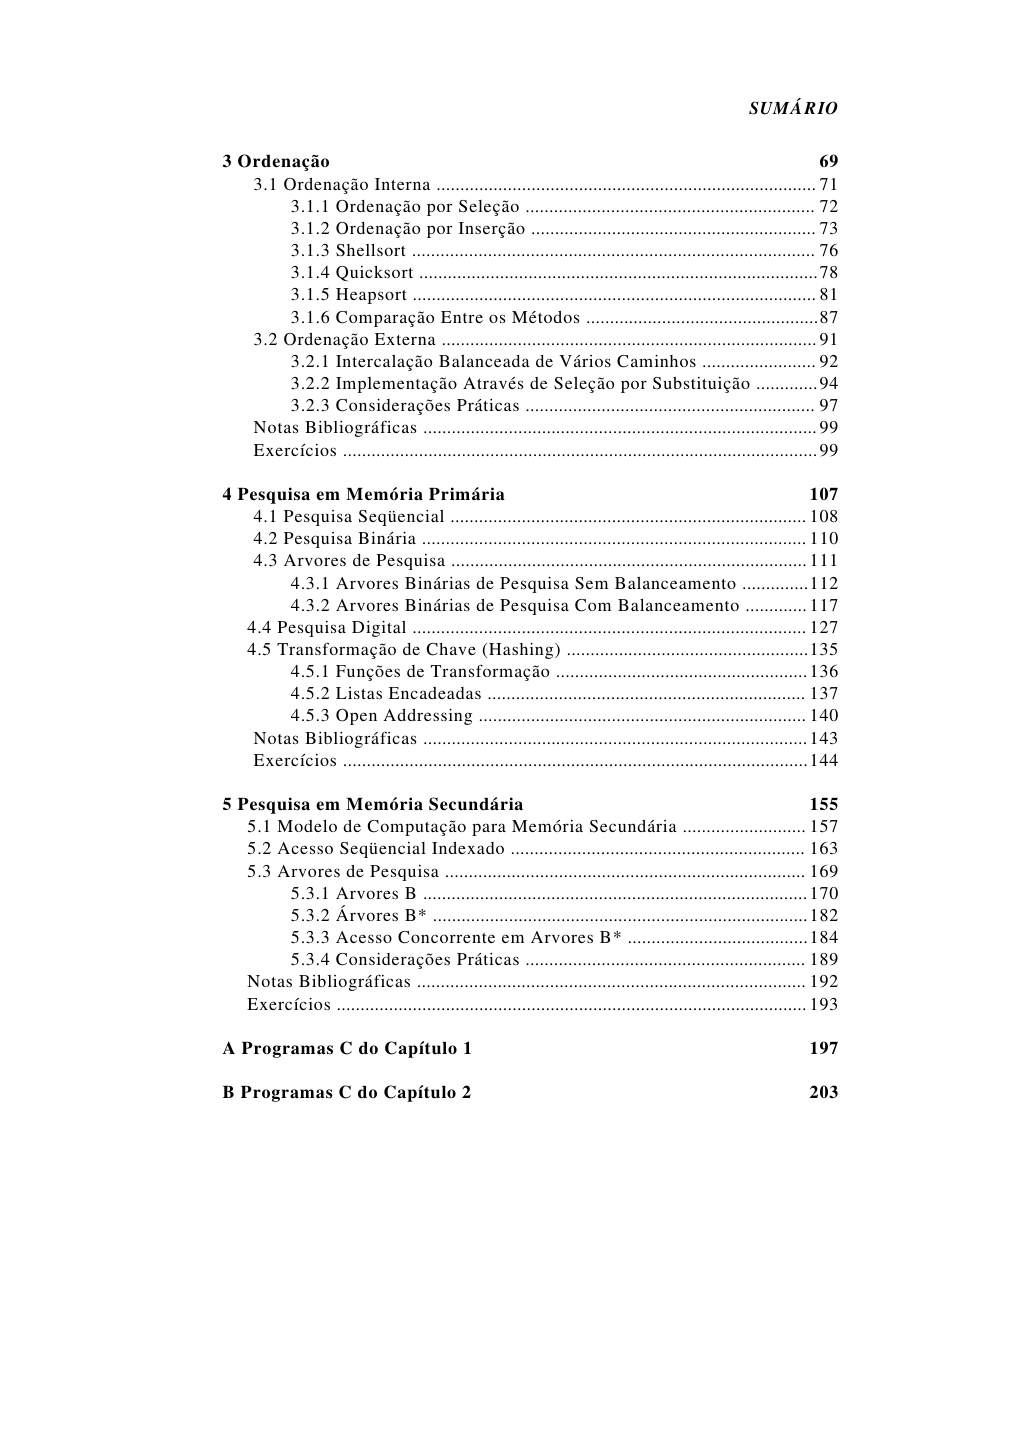 SUMÁRIO
3 Ordenação 69
3.1 Ordenação Interna ................................................................................ 71
3.1.1 Ordenação por Seleção ............................................................. 72
3.1.2 Ordenação por Inserção ............................................................ 73
3.1.3 Shellsort ..................................................................................... 76
3.1.4 Quicksort ....................................................................................78
3.1.5 Heapsort ..................................................................................... 81
3.1.6 Comparação Entre os Métodos .................................................87
3.2 Ordenação Externa ............................................................................... 91
3.2.1 Intercalação Balanceada de Vários Caminhos ........................ 92
3.2.2 Implementação Através de Seleção por Substituição .............94
3.2.3 Considerações Práticas ............................................................. 97
Notas Bibliográficas ................................................................................... 99
Exercícios .................................................................................................... 99
4 Pesquisa em Memória Primária 107
4.1 Pesquisa Seqüencial ........................................................................... 108
4.2 Pesquisa Binária ................................................................................. 110
4.3 Arvores de Pesquisa ........................................................................... 111
4.3.1 Arvores Binárias de Pesquisa Sem Balanceamento ..............112
4.3.2 Arvores Binárias de Pesquisa Com Balanceamento ............. 117
4.4 Pesquisa Digital ................................................................................... 127
4.5 Transformação de Chave (Hashing) ...................................................135
4.5.1 Funções de Transformação ..................................................... 136
4.5.2 Listas Encadeadas ................................................................... 137
4.5.3 Open Addressing ..................................................................... 140
Notas Bibliográficas ................................................................................. 143
Exercícios ..................................................................................................144
5 Pesquisa em Memória Secundária 155
5.1 Modelo de Computação para Memória Secundária .......................... 157
5.2 Acesso Seqüencial Indexado .............................................................. 163
5.3 Arvores de Pesquisa ............................................................................ 169
5.3.1 Arvores B ................................................................................. 170
5.3.2 Árvores B* ...............................................................................182
5.3.3 Acesso Concorrente em Arvores B* ......................................184
5.3.4 Considerações Práticas ........................................................... 189
Notas Bibliográficas .................................................................................. 192
Exercícios ................................................................................................... 193
A Programas C do Capítulo 1 197
B Programas C do Capítulo 2 203